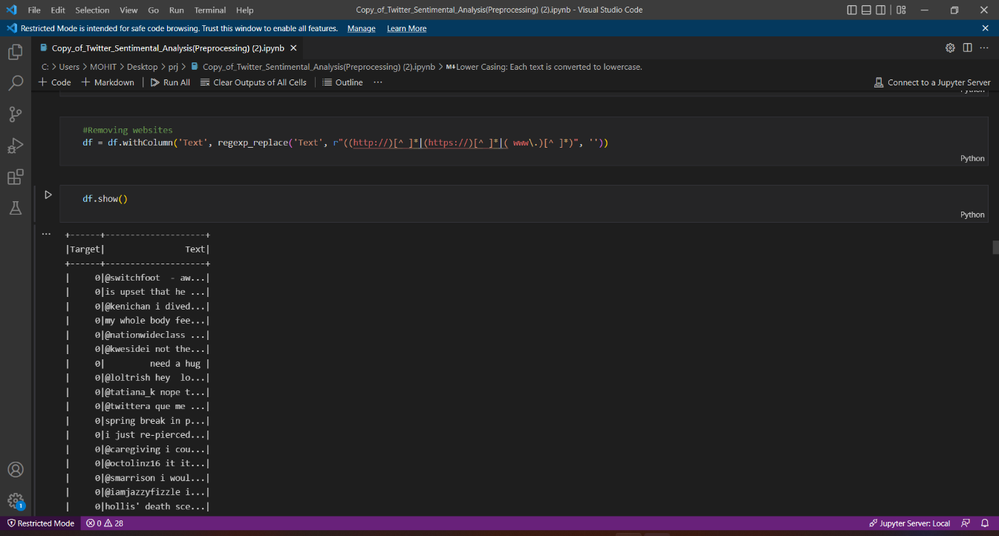 File Edit Selection View Go Run Terminal Help Copy_of_Twitter_Sentimental_Analysis(Preprocessing) (2).ipynb - Visual Studio Code
Restricted Mode is intended for safe code browsing. Trust this window to enable all features. Manage Learn More
Copy_of_Twitter_Sentimental_Analysis(Preprocessing) (2).ipynb
C: > Users > MOHIT > Desktop > prj > Copy_of_Twitter_Sentimental_Analysis(Preprocessing) (2).ipynb > M↓Lower Casing: Each text is converted to lowercase.
+ Code + Markdown | Run All Clear Outputs of All Cells | Outline ··· Connect to a Jupyter Server
Python
#Removing websites
df = df.withColumn('Text', regexp_replace('Text', r"((http://)[^ ]*|(https://)[^ ]*|( www\.)[^ ]*)", ''))
Python
df.show()
Python
+------+--------------------+
|Target|                Text|
+------+--------------------+
|     0|@switchfoot  - aw...|
|     0|is upset that he ...|
|     0|@kenichan i dived...|
|     0|my whole body fee...|
|     0|@nationwideclass ...|
|     0|@kwesidei not the...|
|     0|         need a hug |
|     0|@loltrish hey  lo...|
|     0|@tatiana_k nope t...|
|     0|@twittera que me ...|
|     0|spring break in p...|
|     0|i just re-pierced...|
|     0|@caregiving i cou...|
|     0|@octolinz16 it it...|
|     0|@smarrison i woul...|
|     0|@iamjazzyfizzle i...|
|     0|hollis' death sce...|
1
Restricted Mode 0 28 Jupyter Server: Local